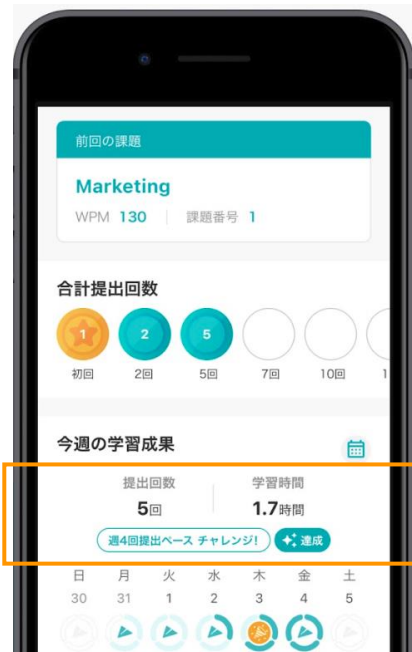 前回の課題
Marketing
WPM 130 課題番号 1
合計提出回数
1 2 5
初回 2回 5回 7回 10回 1
今週の学習成果
提出回数 学習時間
5回 1.7時間
週4回提出ペース チャレンジ! 達成
日 月 火 水 木 金 土
30 31 1 2 3 4 5